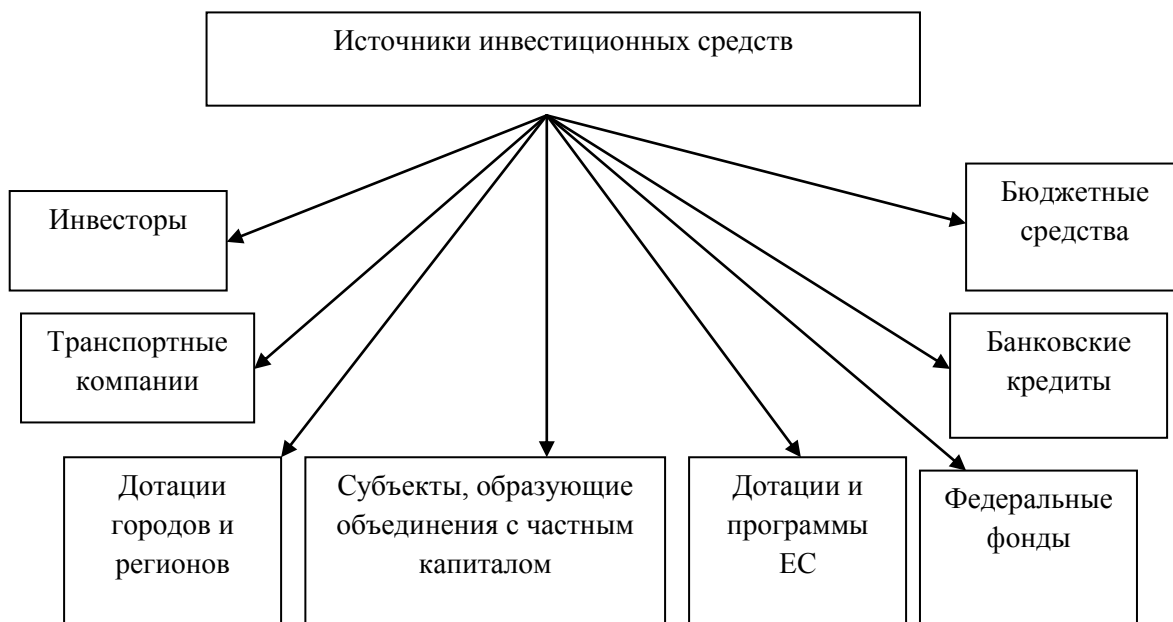 Источники инвестиционных средств
Инвесторы
Бюджетные
средства
Транспортные
компании
Банковские
кредиты
Дотации
городов и
регионов
Субъекты, образующие
объединения с частным
капиталом
Дотации и
программы
ЕС
Федеральные
фонды